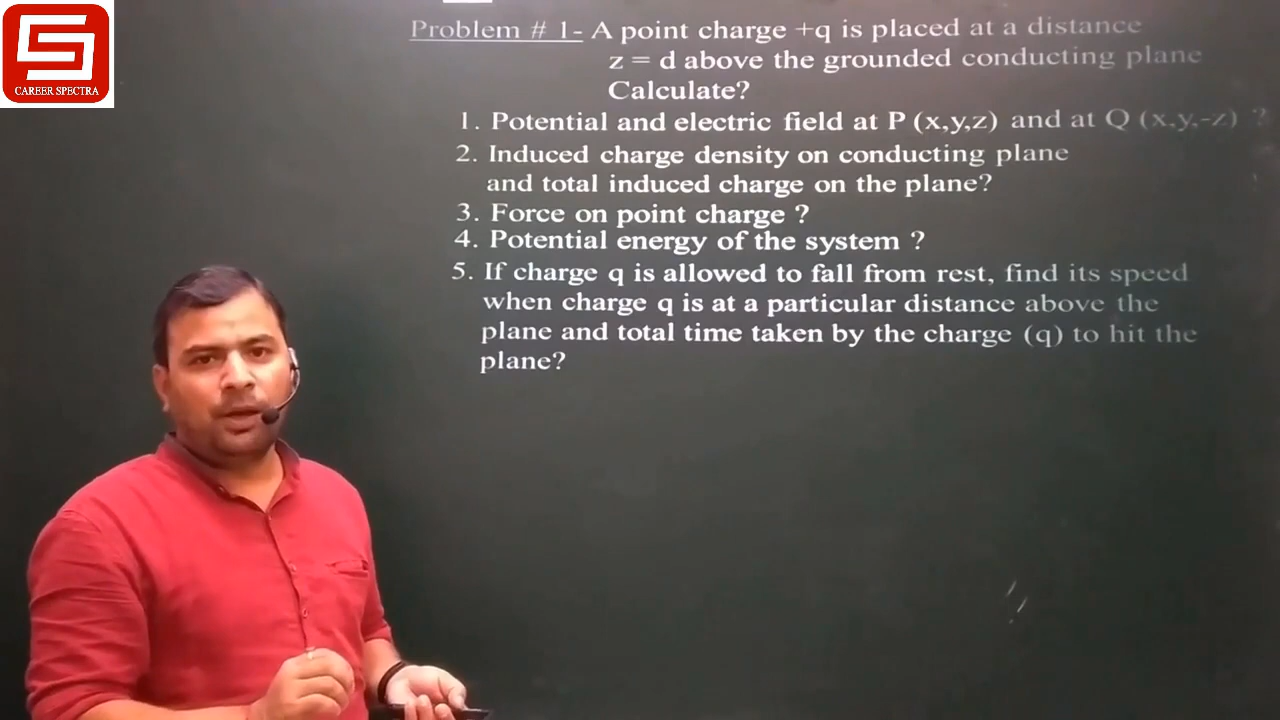 CAREER SPECTRA
Problem # 1- A point charge +q is placed at a distance
z = d above the grounded conducting plane
Calculate?
1. Potential and electric field at P (x,y,z) and at Q (x,y,-z) ?
2. Induced charge density on conducting plane
and total induced charge on the plane?
3. Force on point charge ?
4. Potential energy of the system ?
5. If charge q is allowed to fall from rest, find its speed
when charge q is at a particular distance above the
plane and total time taken by the charge (q) to hit the
plane?